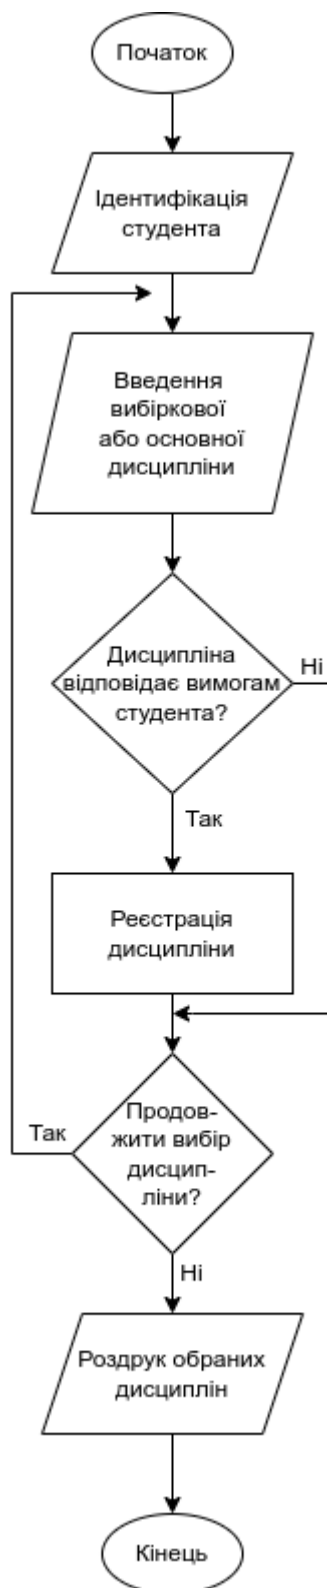 Початок
Ідентифікація
студента
Введення
вибіркової
або основної
дисципліни
Дисципліна
відповідає вимогам
студента?
Ні
Так
Реєстрація
дисципліни
Продов-
жити вибір
дисцип-
ліни?
Так
Ні
Роздрук обраних
дисциплін
Кінець